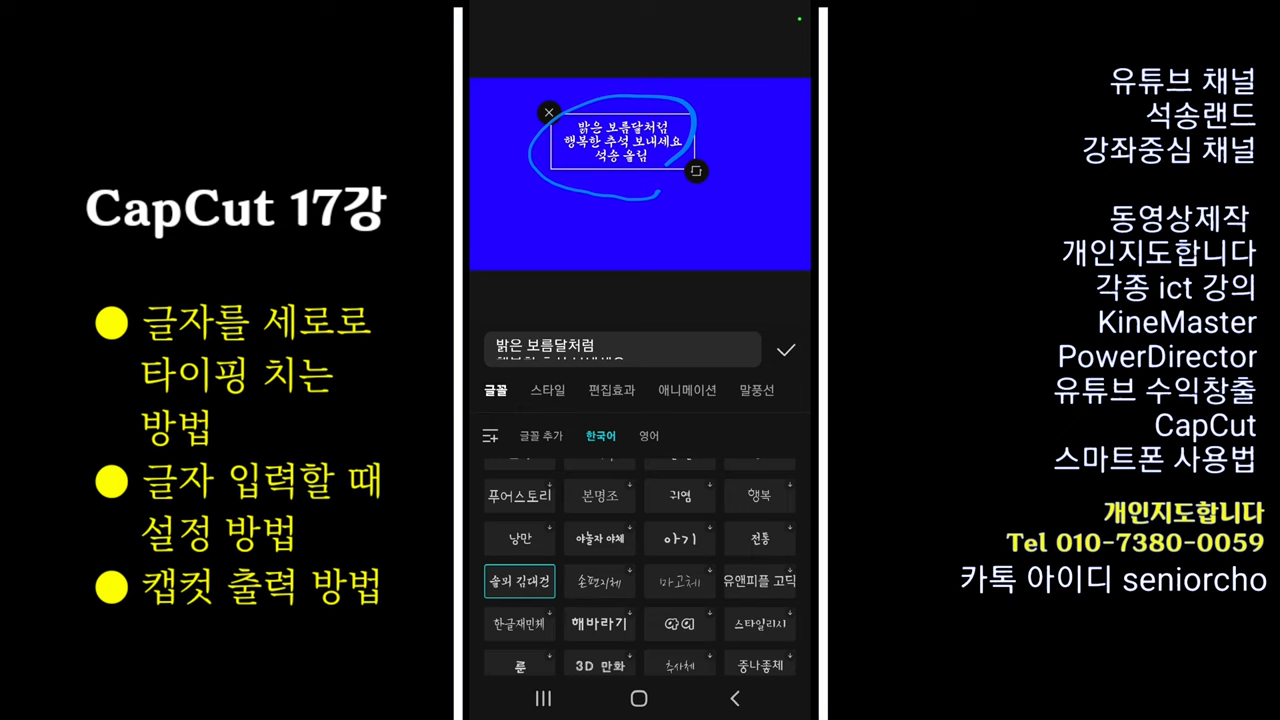 CapCut 17강
● 글자를 세로로
타이핑 치는
방법
● 글자 입력할 때
설정 방법
● 캡컷 출력 방법
밝은 보름달처럼
행복한 추석 보내세요
석송 올림
밝은 보름달처럼
글꼴 스타일 편집효과 애니메이션 말풍선
글꼴 추가 한국어 영어
푸어스토리 본명조 귀염 행복
낭만 야놀자 야체 아기 전통
손편지체 마고체 유앤피플 고딕
한글재민체 해바라기 스타일리시
룬 3D 만화 추사체 중나좋체
유튜브 채널
석송랜드
강좌중심 채널
동영상제작
개인지도합니다
각종 ict 강의
KineMaster
PowerDirector
유튜브 수익창출
CapCut
스마트폰 사용법
개인지도합니다
Tel 010-7380-0059
카톡 아이디 seniorcho